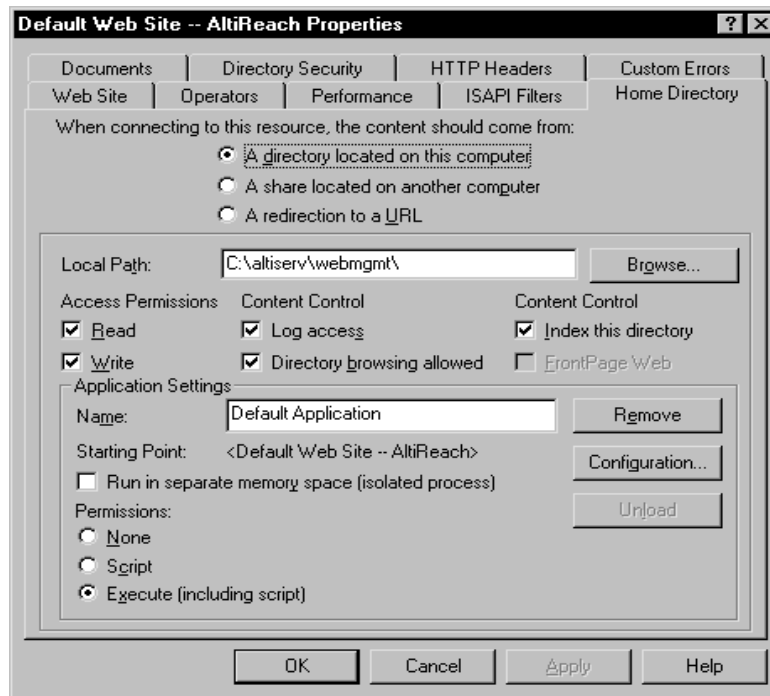 Default Web Site -- AltiReach Properties ? X
Documents Directory Security HTTP Headers Custom Errors
Web Site Operators Performance ISAPI Filters Home Directory
When connecting to this resource, the content should come from:
A directory located on this computer
A share located on another computer
A redirection to a URL
Local Path: C:\altiserv\webmgmt\ Browse...
Access Permissions Content Control Content Control
Read Log access Index this directory
Write Directory browsing allowed FrontPage Web
Application Settings
Name: Default Application Remove
Starting Point: <Default Web Site -- AltiReach> Configuration...
Run in separate memory space (isolated process)
Permissions: Unload
None
Script
Execute (including script)
OK Cancel Apply Help